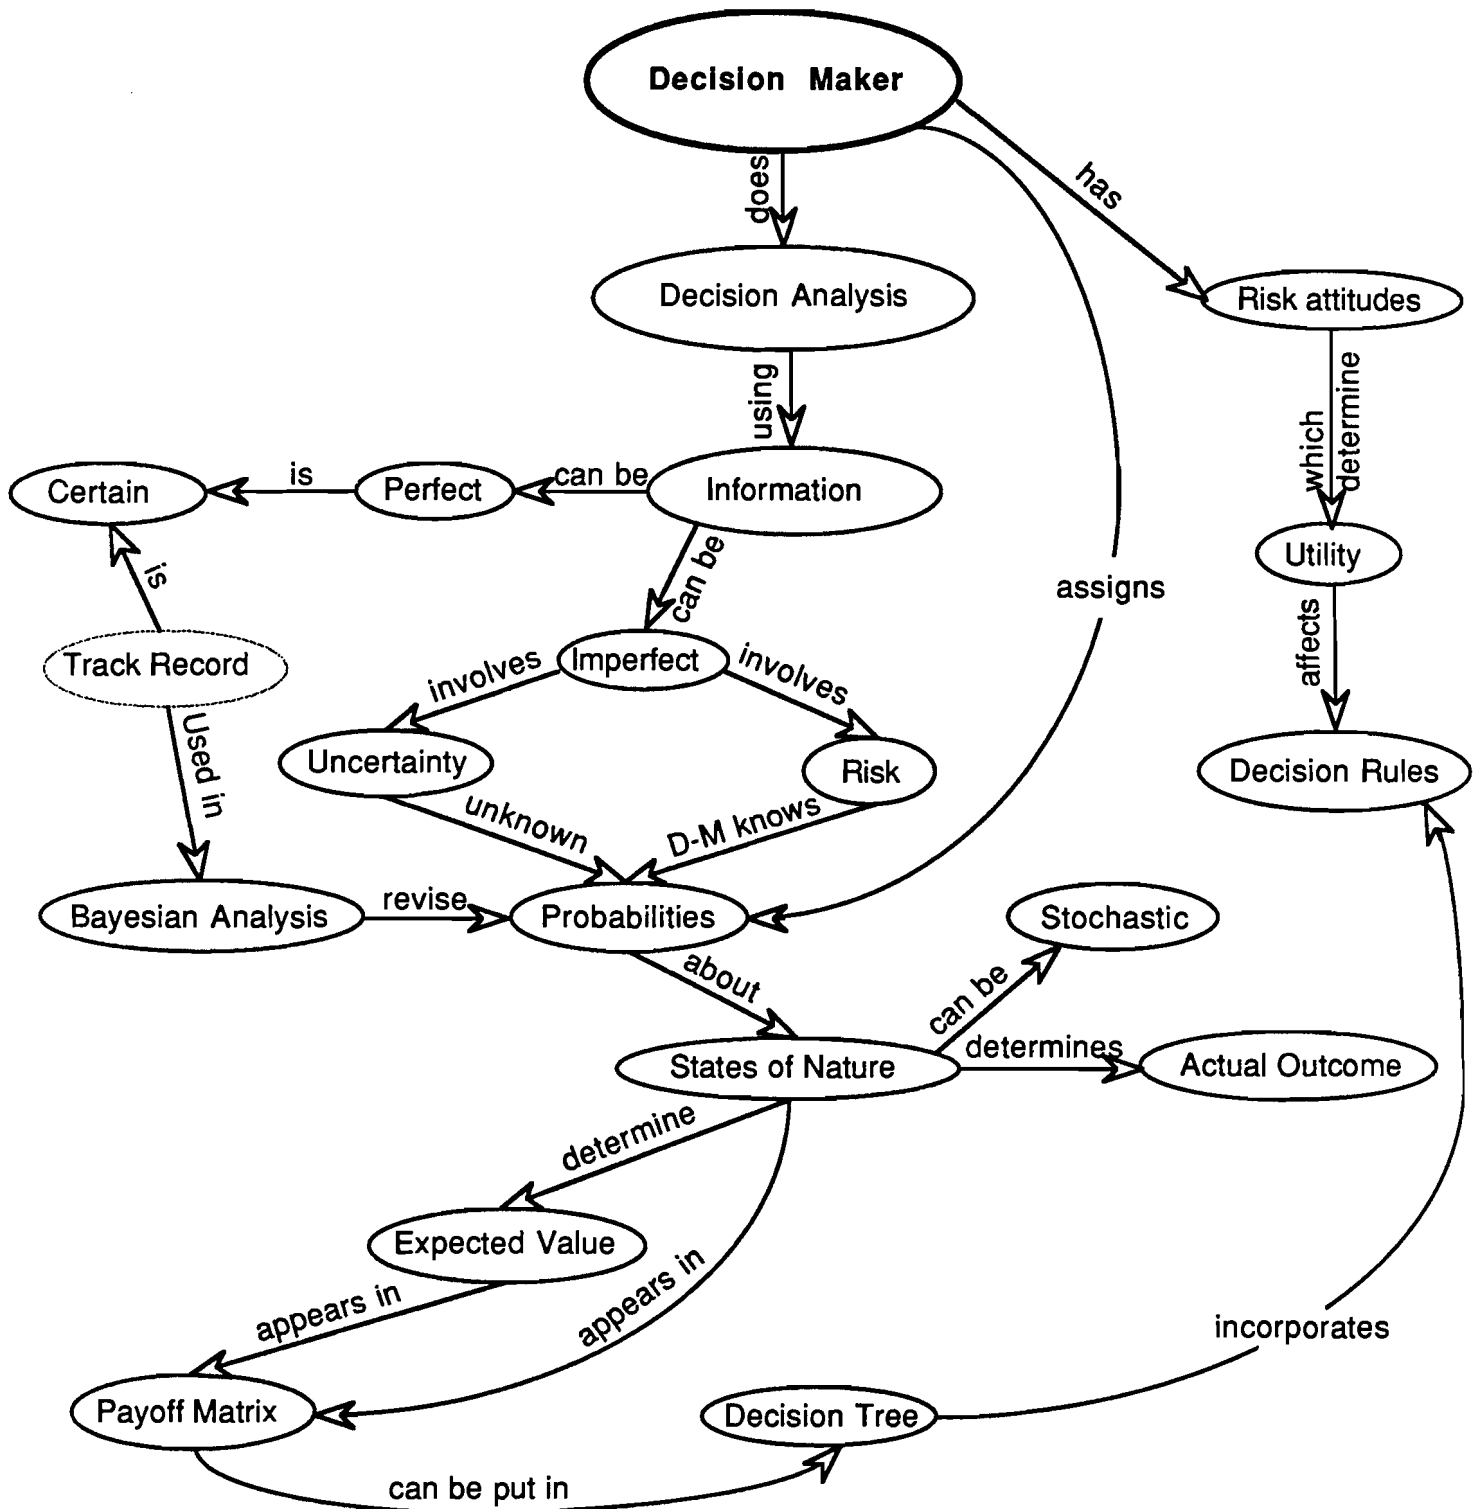 Decision Maker
does
has
Decision Analysis
Risk attitudes
using
which
determine
Certain
is
Perfect
can be
Information
is
can be
Utility
assigns
Track Record
involves
Imperfect
involves
affects
Used in
Uncertainty
Risk
Decision Rules
unknown
D-M knows
Bayesian Analysis
revise
Probabilities
Stochastic
about
can be
States of Nature
determines
Actual Outcome
determine
Expected Value
appears in
appears in
incorporates
Payoff Matrix
Decision Tree
can be put in